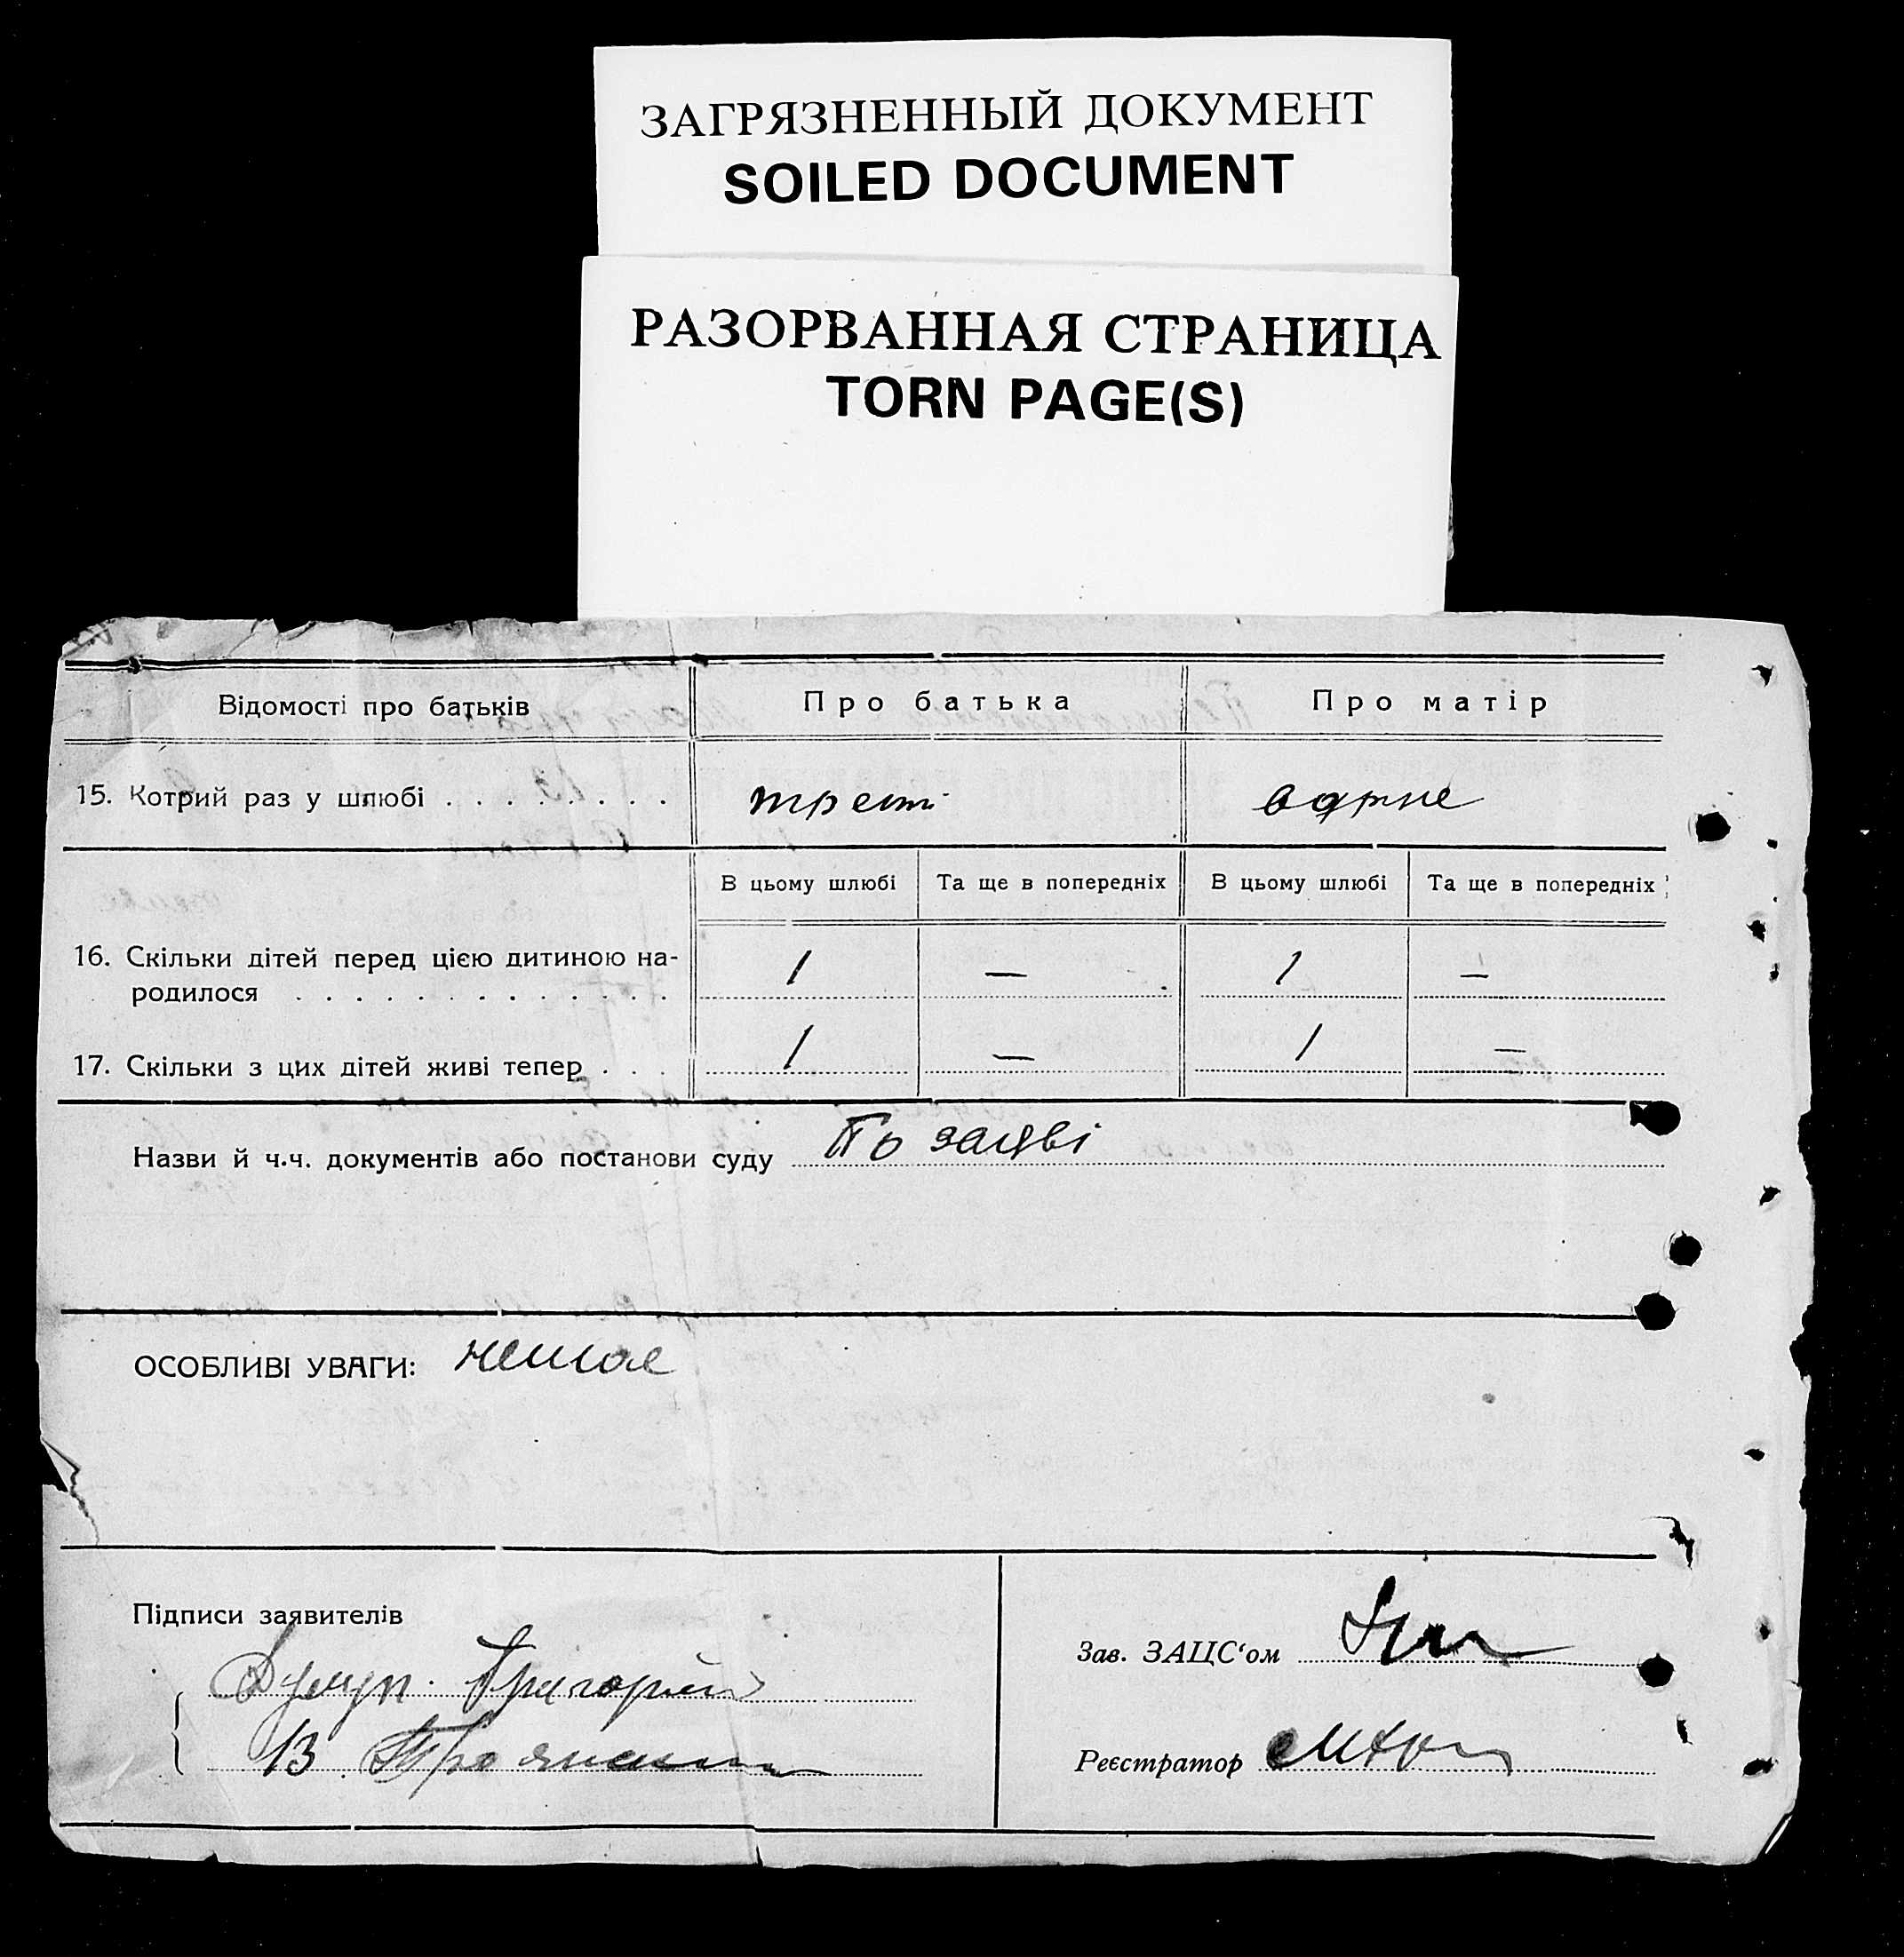 ЗАГРЯЗНЕННЫЙ ДОКУМЕНТ
SOILED DOCUMENT
РАЗОРВАННАЯ СТРАНИЦА
TORN PAGE(S)
Відомості про батьків Про батька Про матір
15. Котрий раз у шлюбі . . . . . . . . треті
В цьому шлюбі Та ще в попередніх В цьому шлюбі Та ще в попередніх
16. Скільки дітей перед цією дитиною на- 1 — 1 —
родилося . . . . . . . . . . . . .
17. Скільки з цих дітей живі тепер . . . 1 — 1 —
Назви й ч.ч. документів або постанови суду По заяві
ОСОБЛИВІ УВАГИ: немає
Підписи заявителів
Григорій
Зав. ЗАЦС‘ом
Реєстратор